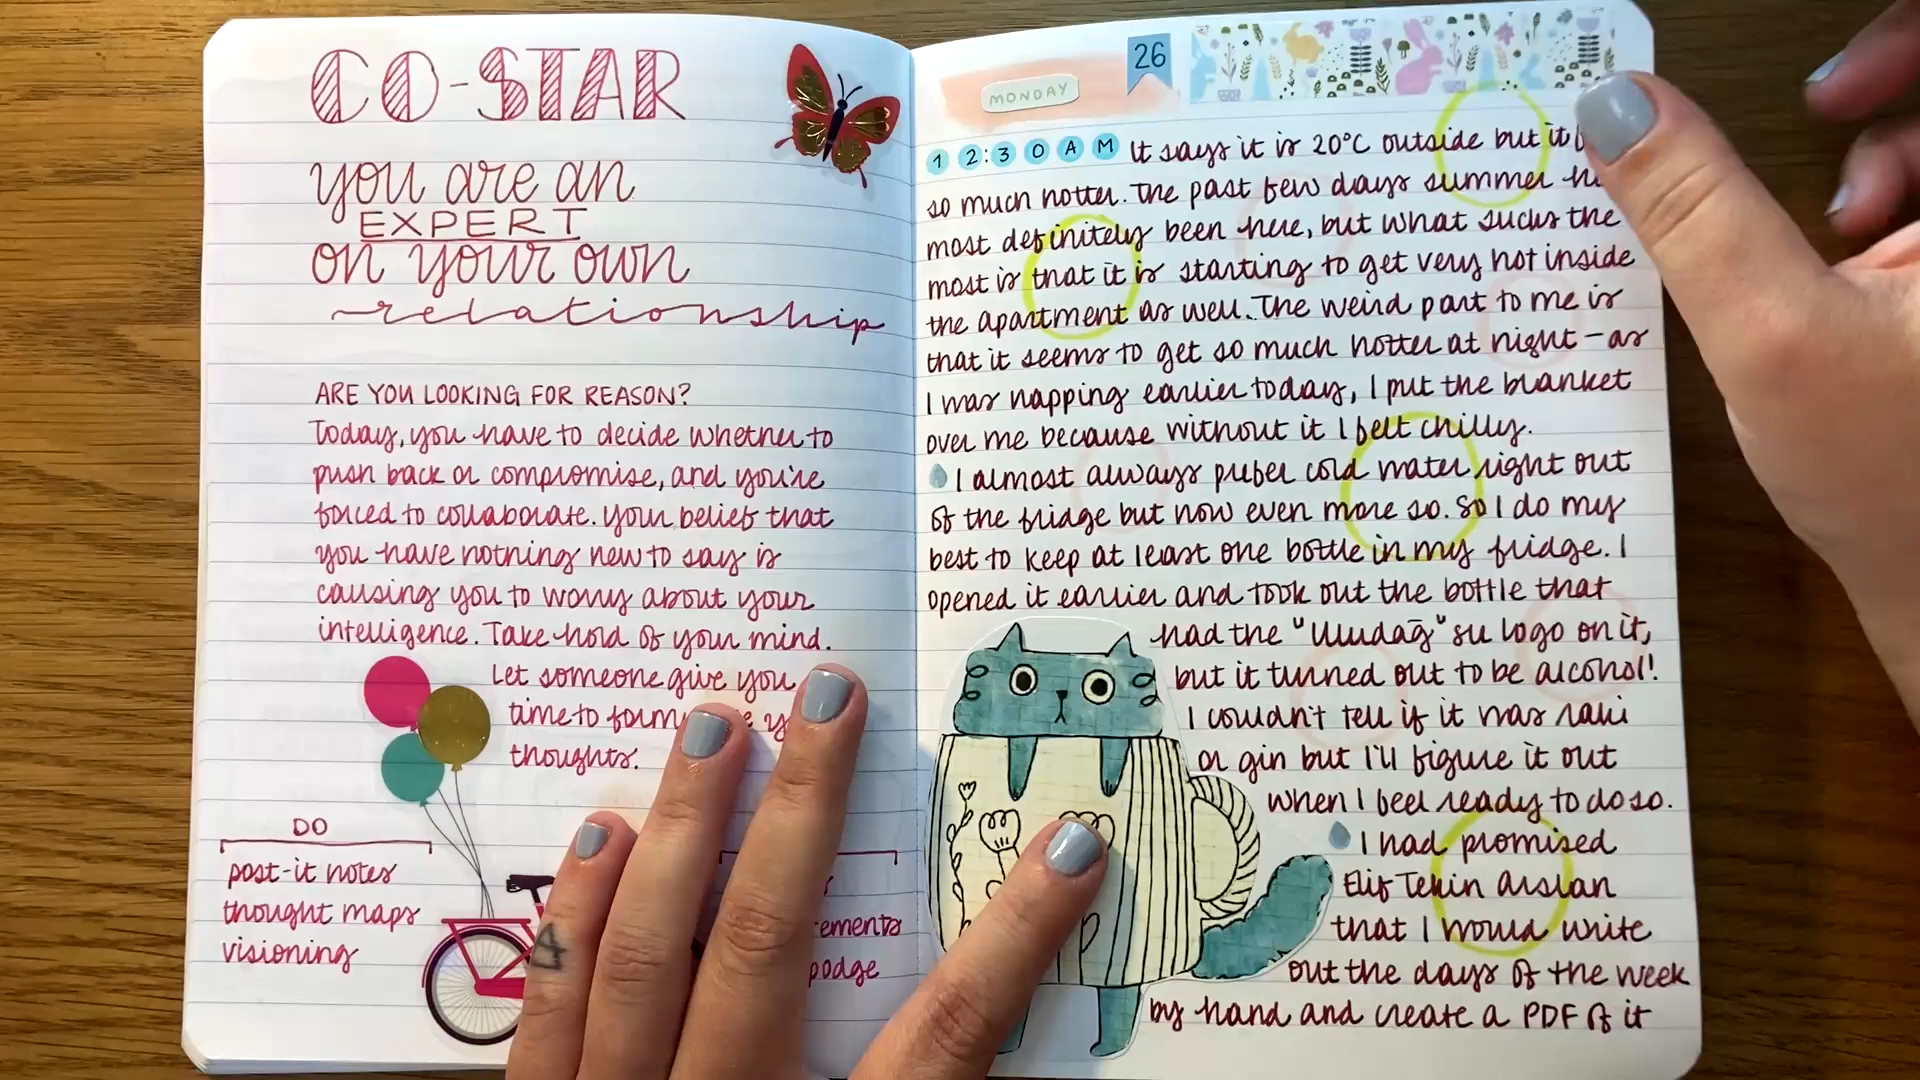 CO-STAR
you are an
EXPERT
on your own
relationship
ARE YOU LOOKING FOR REASON?
Today, you have to decide whether to
push back or compromise, and you're
forced to collaborate. Your belief that
you have nothing new to say is
causing you to worry about your
intelligence. Take hold of your mind.
Let someone give you
time to
thoughts.
DO
post-it notes
thought maps
visioning
MONDAY
26
12:30AM It says it is 20°C outside but it
so much hotter. The past few days summer
most definitely been here, but what sucks the
most is that it is starting to get very hot inside
the apartment as well. The weird part to me is
that it seems to get so much hotter at night - as
I was napping earlier today, I put the blanket
over me because without it I felt chilly.
I almost always prefer cold water right out
of the fridge but now even more so. So I do my
best to keep at least one bottle in my fridge. I
opened it earlier and took out the bottle that
had the "Uludağ" su logo on it,
but it turned out to be alcohol!
I couldn't tell if it was raki
or gin but I'll figure it out
when I feel ready to do so.
I had promised
Elif Tekin Arslan
that I would write
out the days of the week
by hand and create a PDF of it